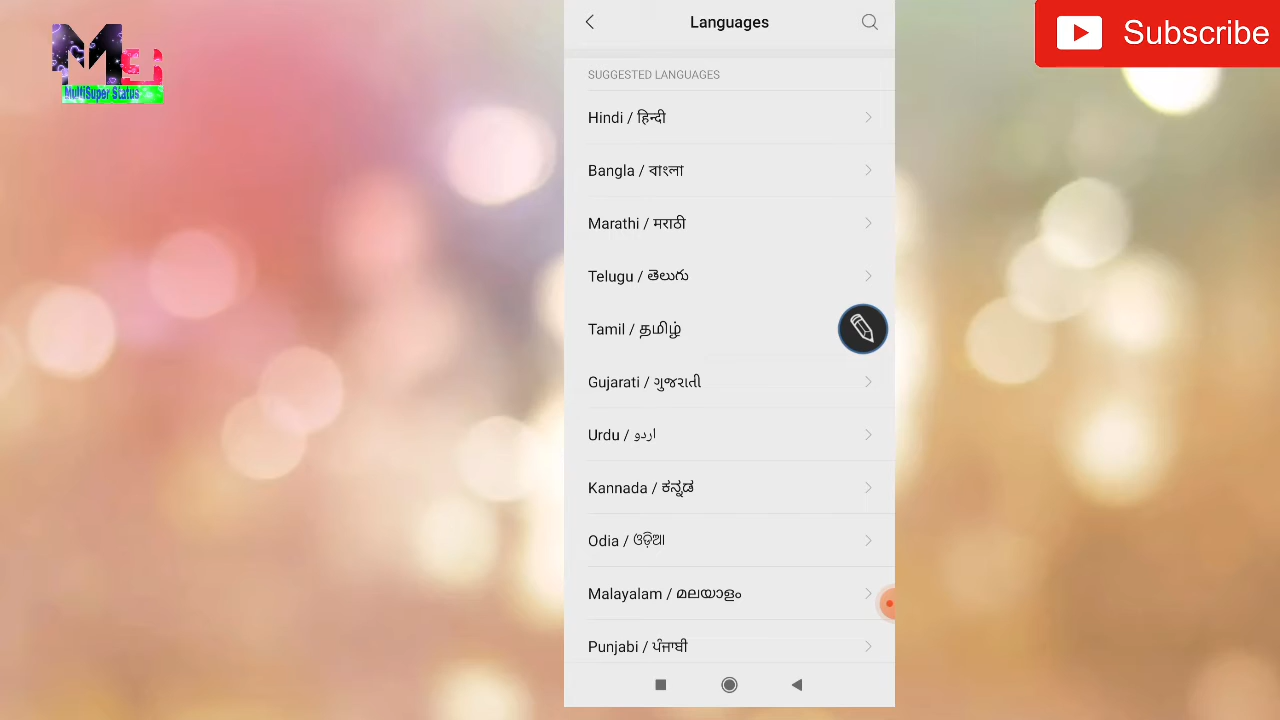 MS
MultiSuper Status
Subscribe
Languages
SUGGESTED LANGUAGES
Hindi / हिन्दी
Bangla / বাংলা
Marathi / मराठी
Telugu / తెలుగు
Tamil / தமிழ்
Gujarati / ગુજરાતી
Urdu / اردو
Kannada / ಕನ್ನಡ
Odia / ଓଡ଼ିଆ
Malayalam / മലയാളം
Punjabi / ਪੰਜਾਬੀ